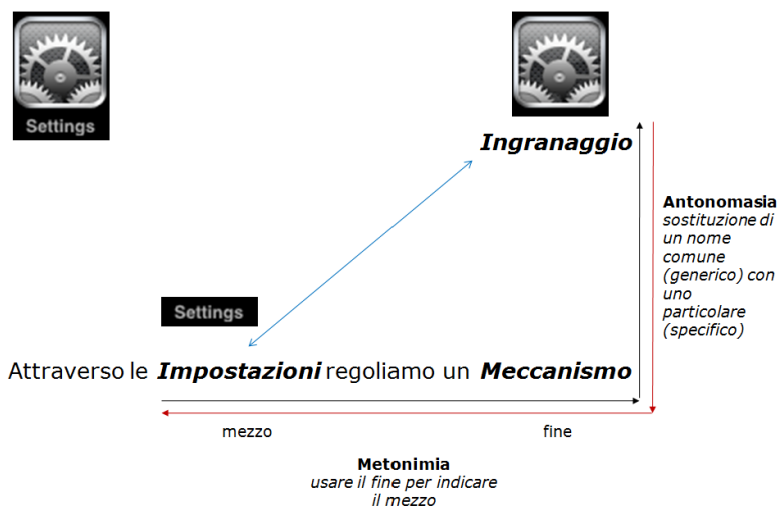 Settings
Ingranaggio
Antonomasia
sostituzione di
un nome
comune
(generico) con
uno
particolare
(specifico)
Settings
Attraverso le Impostazioni regoliamo un Meccanismo
mezzo fine
Metonimia
usare il fine per indicare
il mezzo